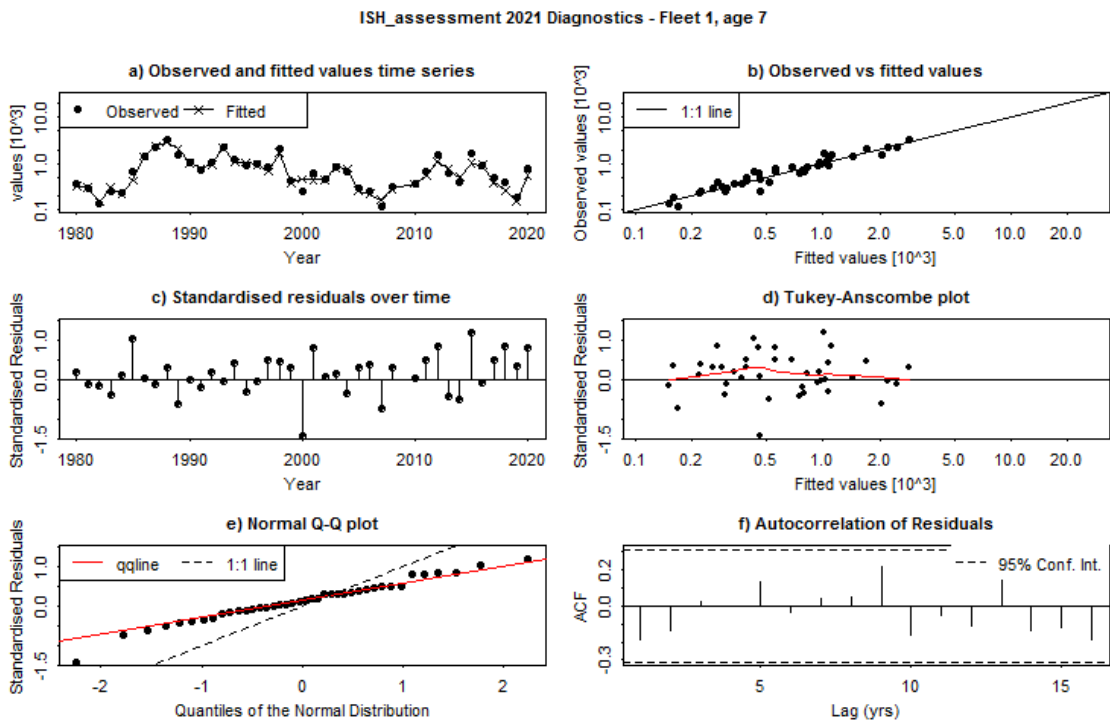 ISH_assessment 2021 Diagnostics - Fleet 1, age 7
a) Observed and fitted values time series
values [10^3]
0.1 1.0 10.0
Observed Fitted
1980 1990 2000 2010 2020
Year
b) Observed vs fitted values
Observed values [10^3]
0.1 1.0 10.0
1:1 line
0.1 0.2 0.5 1.0 2.0 5.0 10.0 20.0
Fitted values [10^3]
c) Standardised residuals over time
Standardised Residuals
-1.5 0.0 1.0
1980 1990 2000 2010 2020
Year
d) Tukey-Anscombe plot
Standardised Residuals
-1.5 0.0 1.0
0.1 0.2 0.5 1.0 2.0 5.0 10.0 20.0
Fitted values [10^3]
e) Normal Q-Q plot
Standardised Residuals
-1.5 0.0 1.0
qqline 1:1 line
-2 -1 0 1 2
Quantiles of the Normal Distribution
f) Autocorrelation of Residuals
ACF
-0.3 0.0 0.2
95% Conf. Int.
5 10 15
Lag (yrs)